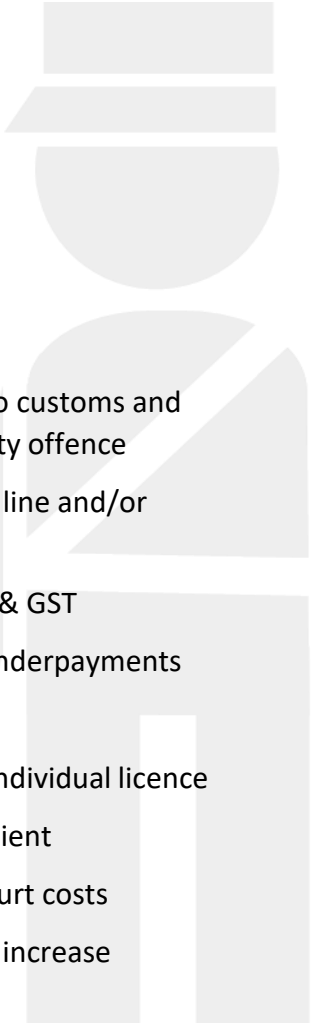 o customs and
ty offence
line and/or
& GST
nderpayments
ndividual licence
ient
urt costs
increase